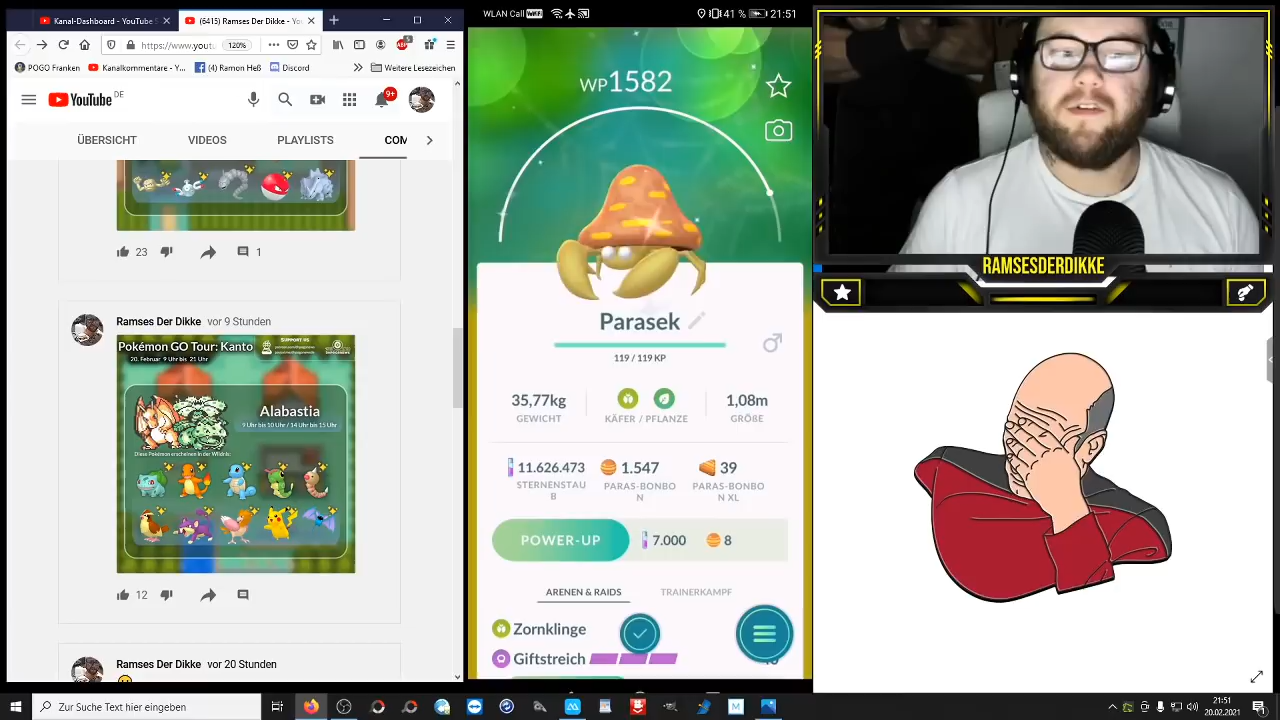 Kanal-Dashboard - YouTube S
(6415) Ramses Der Dikke - Yo
https://www.yout
120%
POGO Franken
Kanalkommentare - Y...
(4) Ramon Heß
Discord
Weitere Lesezeichen
YouTube DE
9+
ÜBERSICHT
VIDEOS
PLAYLISTS
COM
23
1
Ramses Der Dikke vor 9 Stunden
Pokémon GO Tour: Kanto
20. Februar 9 Uhr bis 21 Uhr
SUPPORT US
Alabastia
9 Uhr bis 10 Uhr / 14 Uhr bis 15 Uhr
Diese Pokémon erscheinen in der Wildnis:
12
Ramses Der Dikke vor 20 Stunden
WLAN Call
41 %
21:51
WP1582
Parasek
119 / 119 KP
35,77kg
GEWICHT
KÄFER / PFLANZE
1,08m
GRÖßE
11.626.473
STERNENSTAU
B
1.547
PARAS-BONBO
N
39
PARAS-BONBO
N XL
POWER-UP
7.000
8
ARENEN & RAIDS
TRAINERKAMPF
Zornklinge
Giftstreich
RAMSESDERDIKKE
Zur Suche Text hier eingeben
21:51
20.02.2021